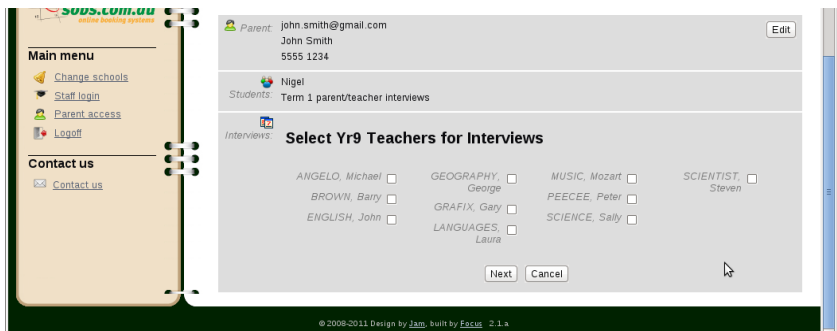 sobs.com.au
online booking systems
Main menu
Change schools
Staff login
Parent access
Logoff
Contact us
Contact us
Parent: john.smith@gmail.com Edit
John Smith
5555 1234
Students: Nigel
Term 1 parent/teacher interviews
Interviews:
Select Yr9 Teachers for Interviews
ANGELO, Michael
BROWN, Barry
ENGLISH, John
GEOGRAPHY,
George
GRAFIX, Gary
LANGUAGES,
Laura
MUSIC, Mozart
PEECEE, Peter
SCIENCE, Sally
SCIENTIST,
Steven
Next Cancel
© 2008-2011 Design by Jam, built by Focus 2.1.a